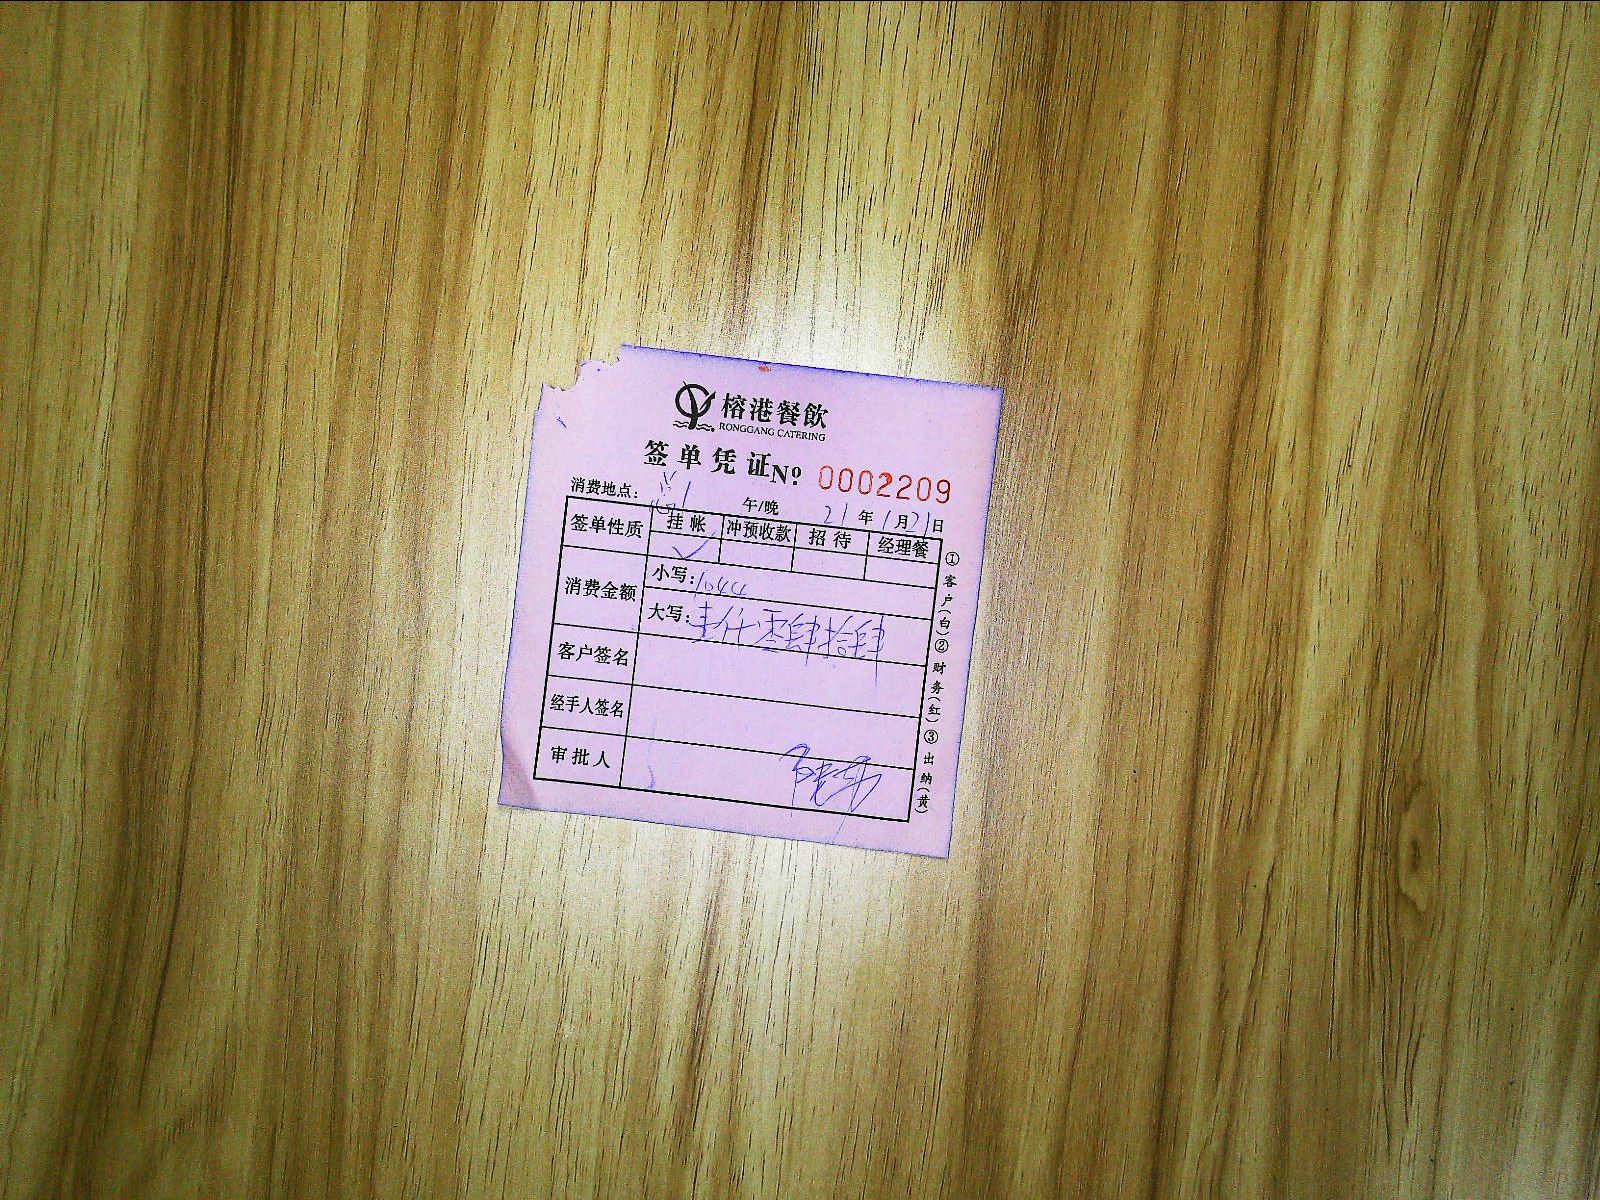 榕港餐飲
RONGGANG CATERING
签单凭证No: 0002209
消费地点: 午/晚 21年1月21日
签单性质 挂帐 冲预收款 招待 经理餐
✓
消费金额 小写: 1044
大写: 壹仟零肆拾肆
客户签名
经手人签名
审批人
①客户(白)②财务(红)③出纳(黄)